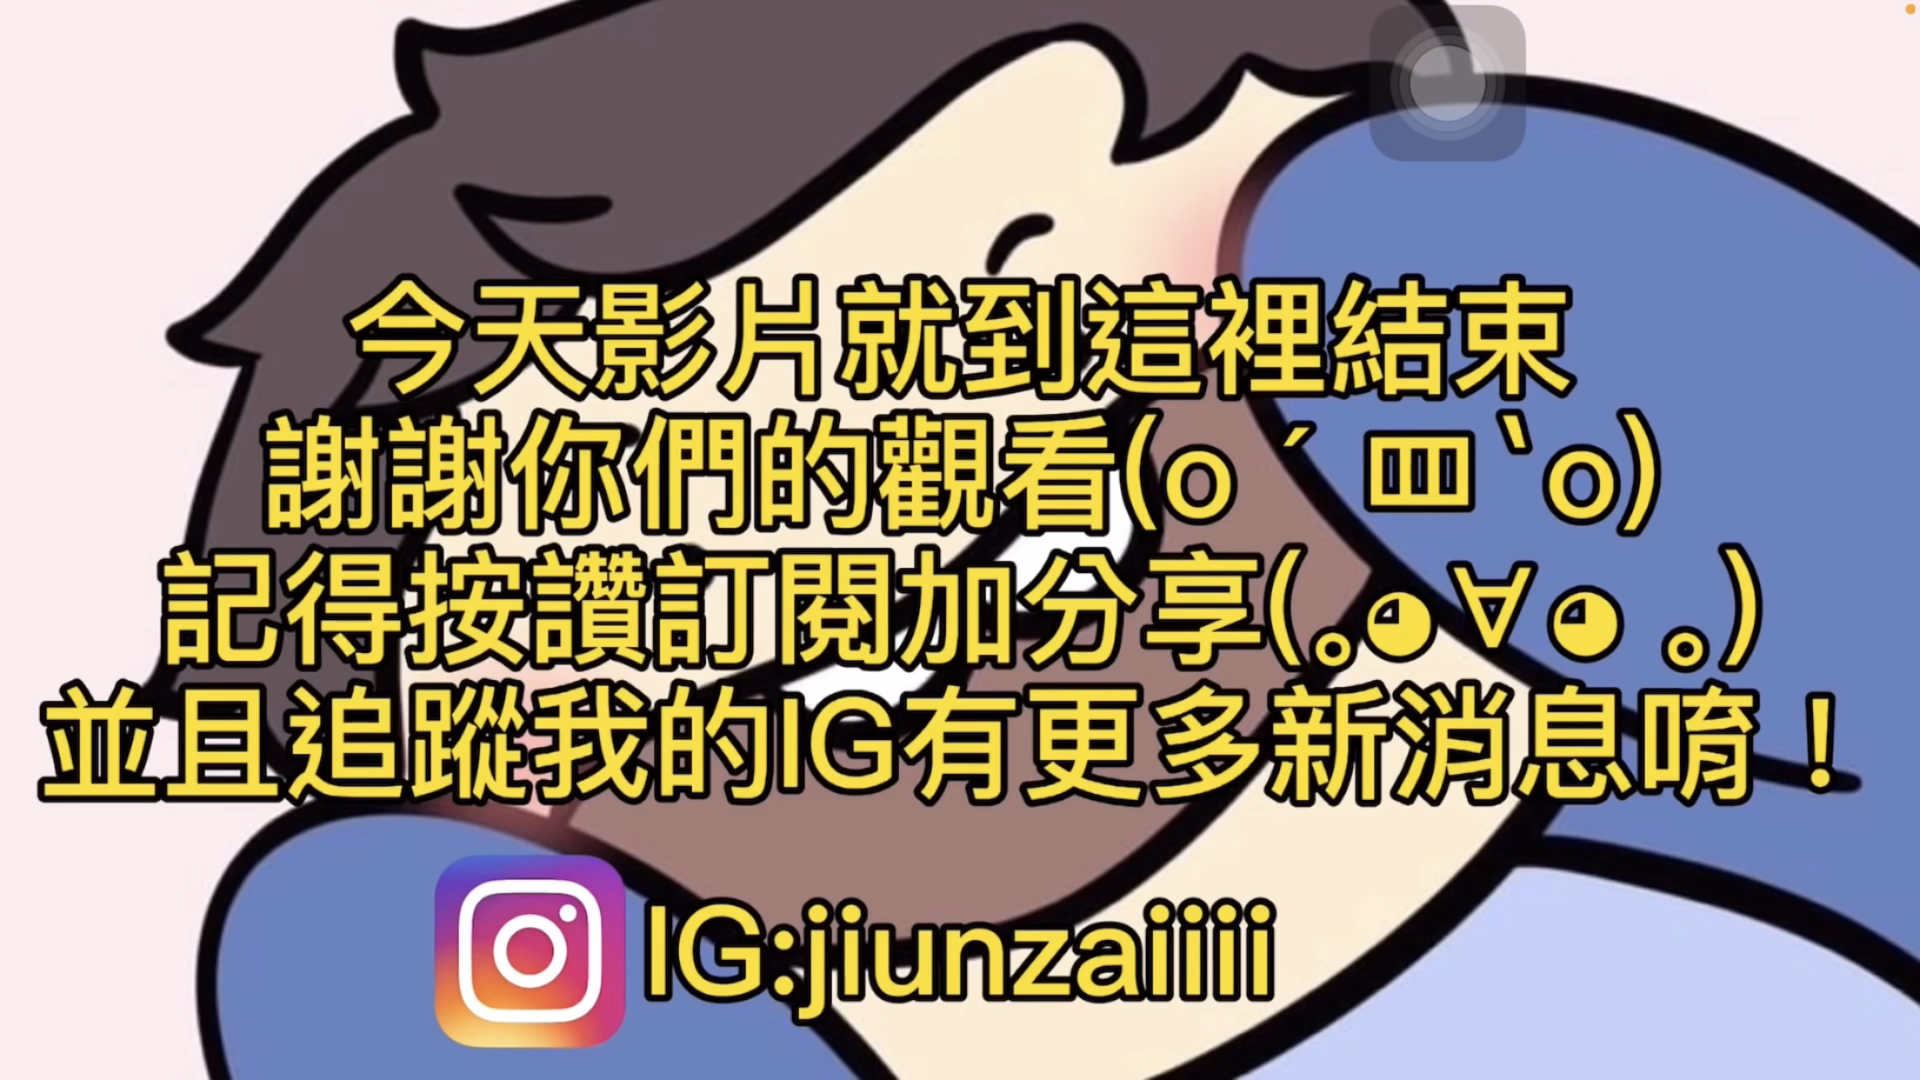 今天影片就到這裡結束
謝謝你們的觀看(o ˊ 皿 ˋo)
記得按讚訂閱加分享(｡◕∀◕ ｡)
並且追蹤我的IG有更多新消息唷！
IG:jiunzaiiii